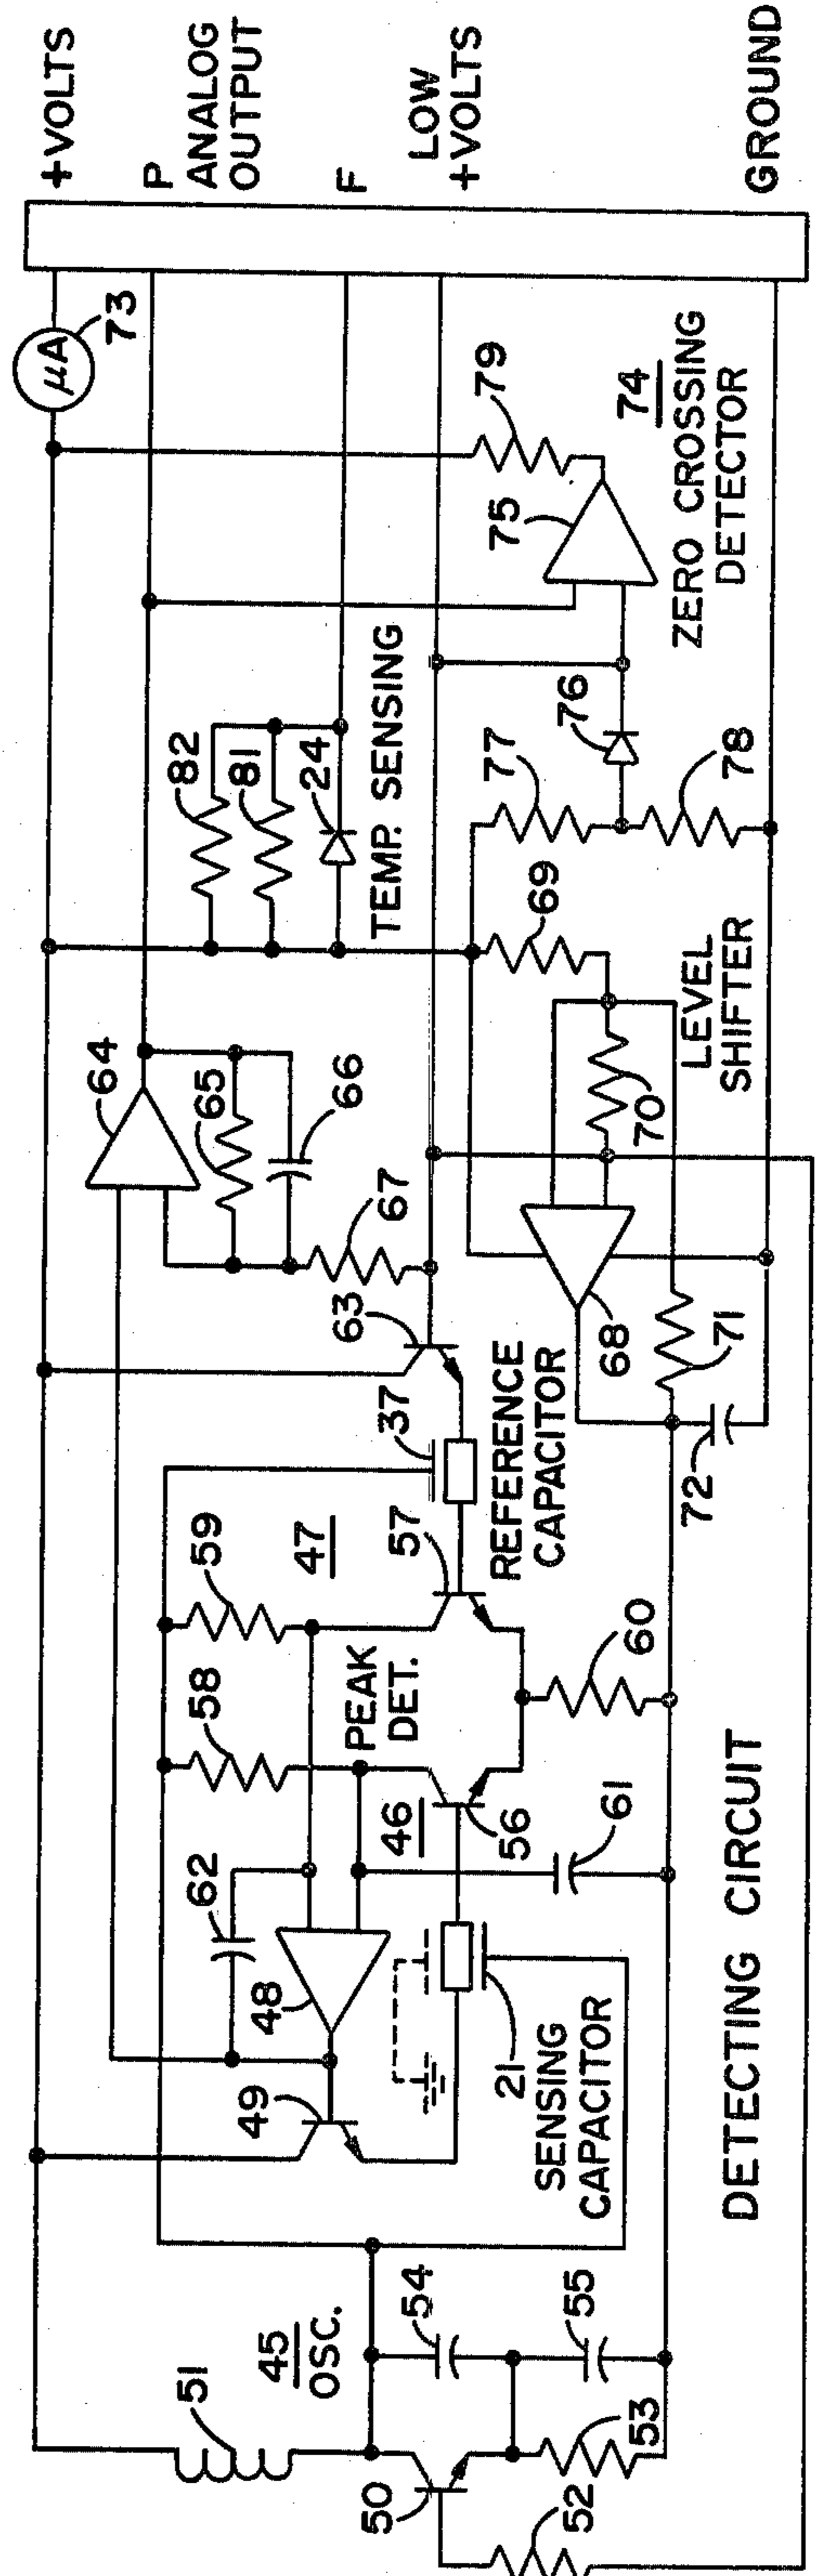 +VOLTS
P
ANALOG
OUTPUT
F
LOW
+VOLTS
GROUND
μA
73
79
74
ZERO CROSSING
DETECTOR
75
76
77
78
82
81
24
TEMP. SENSING
69
LEVEL
SHIFTER
70
64
65
66
67
68
71
72
63
37
REFERENCE
CAPACITOR
47
57
59
58
PEAK
DET.
60
46
56
61
62
48
49
21
SENSING
CAPACITOR
DETECTING CIRCUIT
51
45
OSC.
54
55
50
53
52